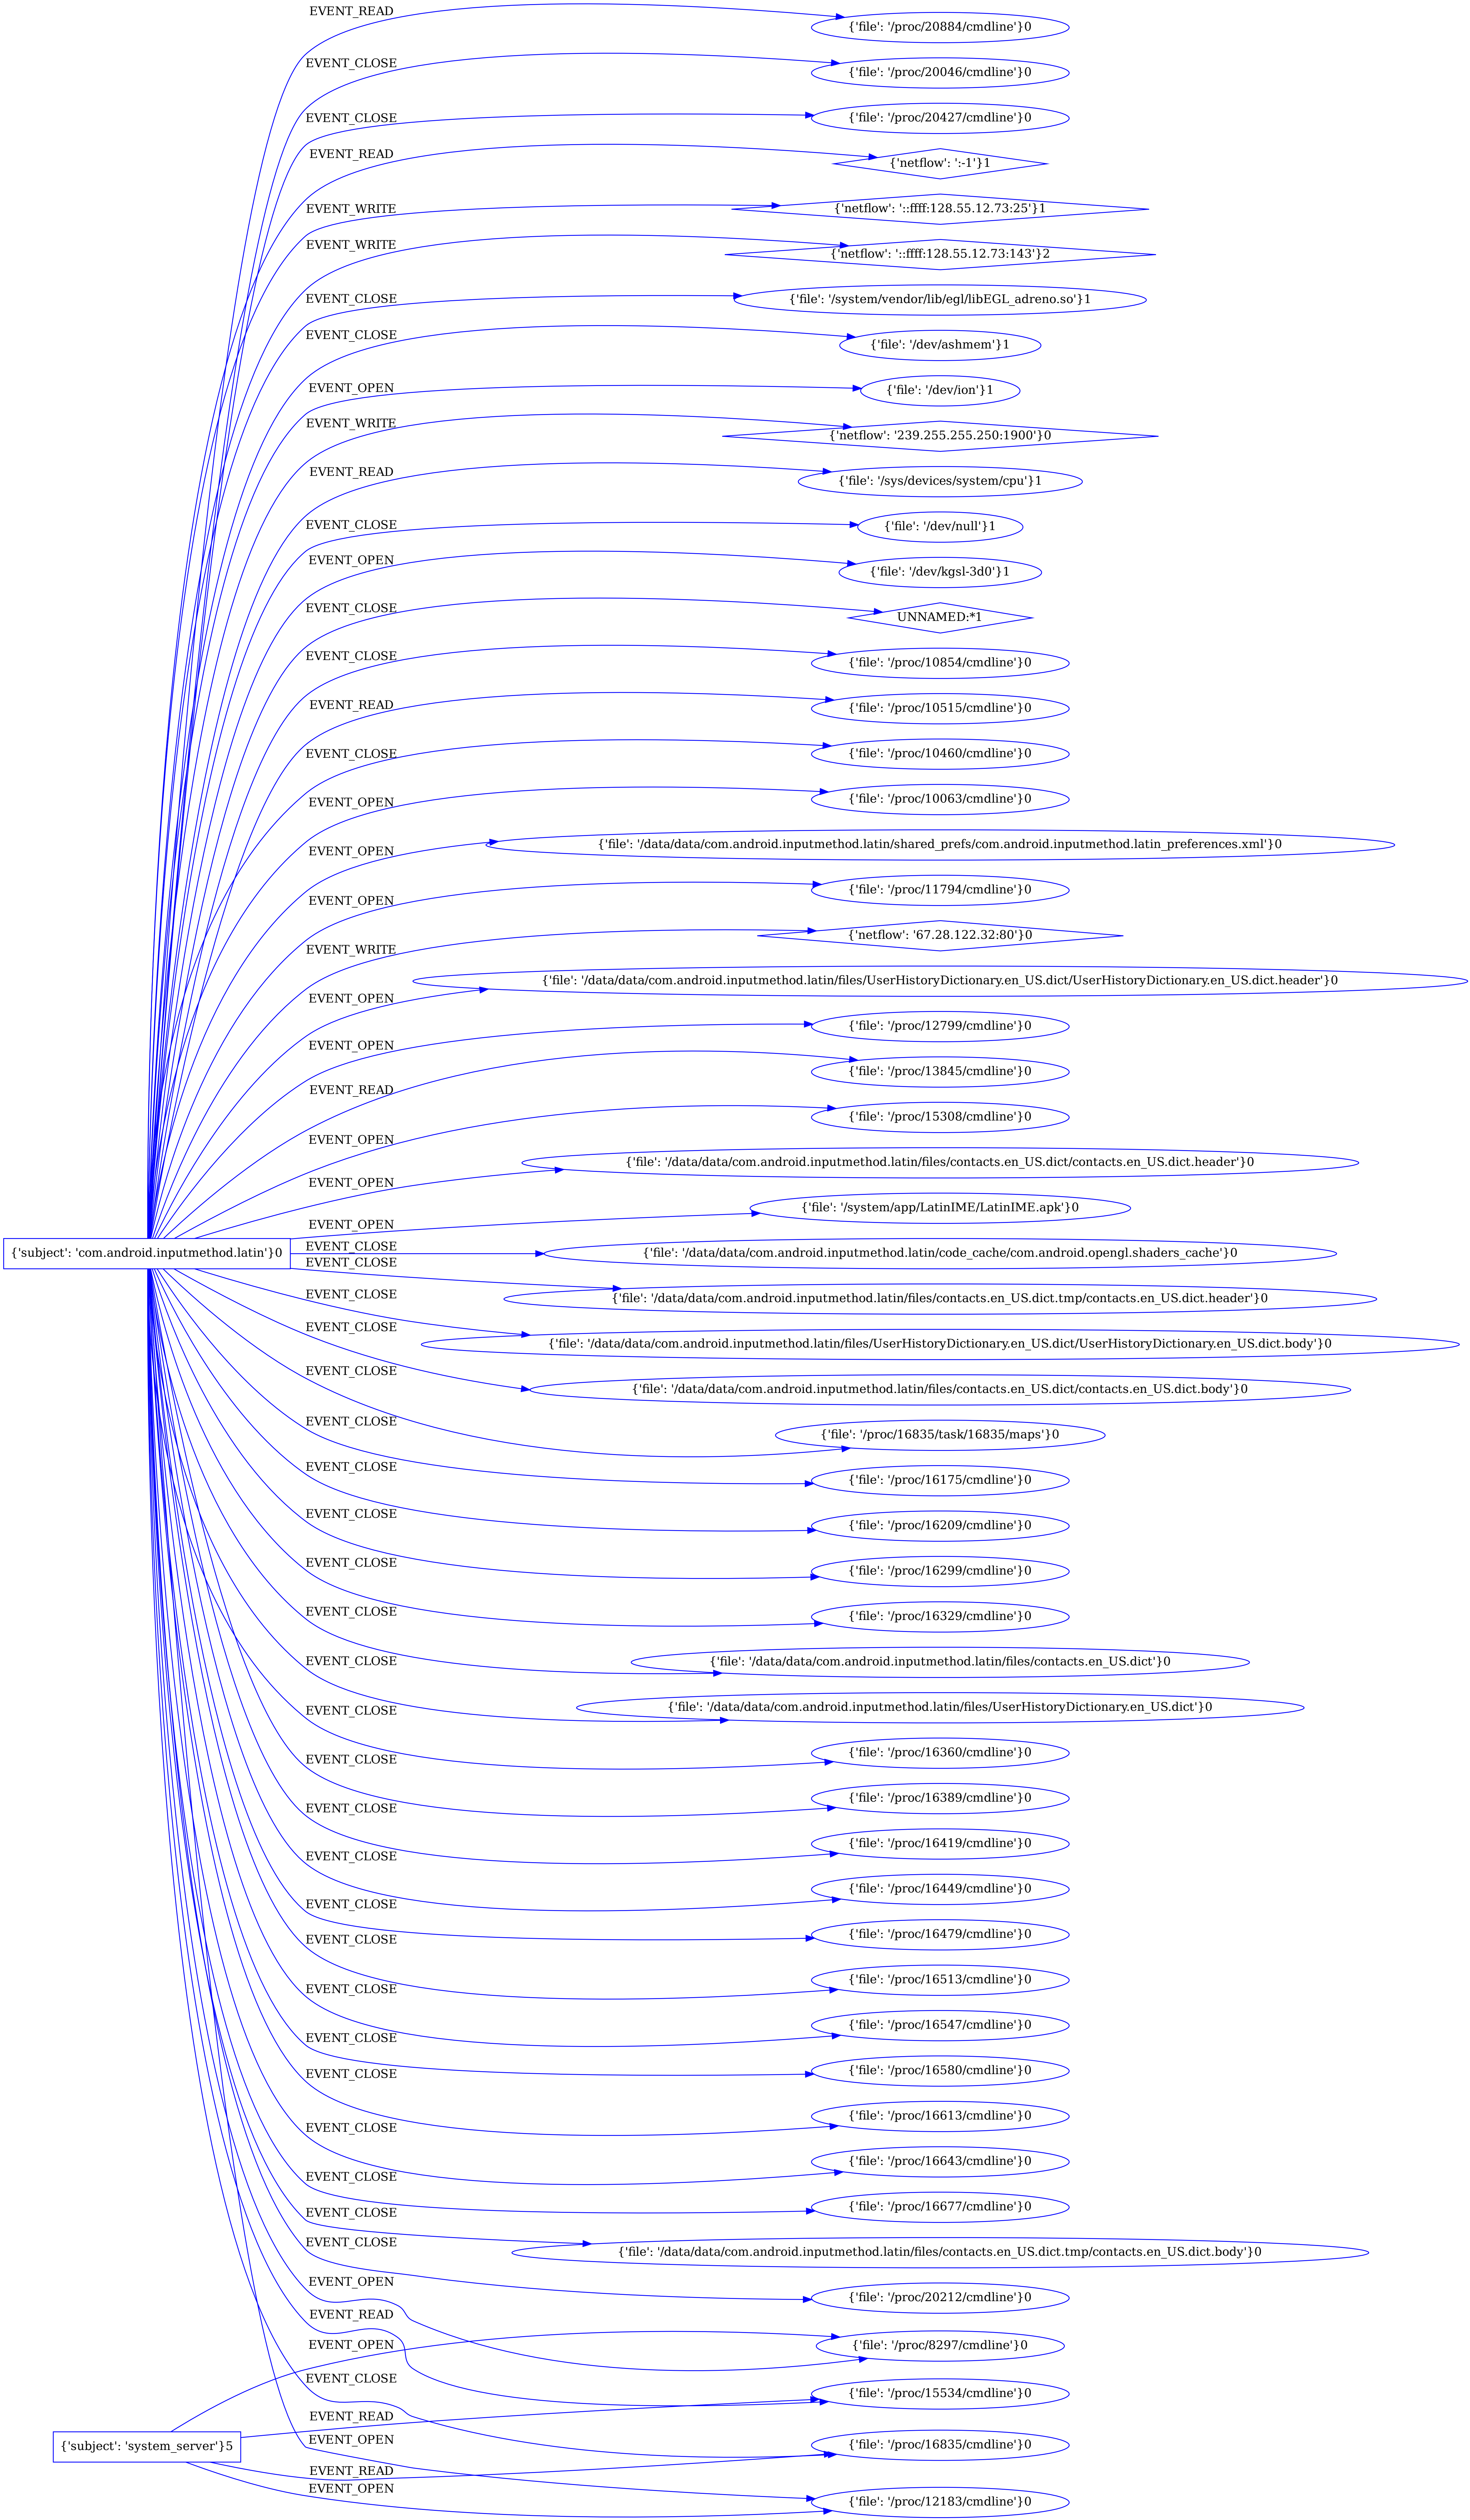 EVENT_READ
{'file': '/proc/20884/cmdline'}0
EVENT_CLOSE
{'file': '/proc/20046/cmdline'}0
EVENT_CLOSE
{'file': '/proc/20427/cmdline'}0
EVENT_READ
{'netflow': ':-1'}1
EVENT_WRITE
{'netflow': '::ffff:128.55.12.73:25'}1
EVENT_WRITE
{'netflow': '::ffff:128.55.12.73:143'}2
EVENT_CLOSE
{'file': '/system/vendor/lib/egl/libEGL_adreno.so'}1
EVENT_CLOSE
{'file': '/dev/ashmem'}1
EVENT_OPEN
{'file': '/dev/ion'}1
EVENT_WRITE
{'netflow': '239.255.255.250:1900'}0
EVENT_READ
{'file': '/sys/devices/system/cpu'}1
EVENT_CLOSE
{'file': '/dev/null'}1
EVENT_OPEN
{'file': '/dev/kgsl-3d0'}1
EVENT_CLOSE
UNNAMED:*1
EVENT_CLOSE
{'file': '/proc/10854/cmdline'}0
EVENT_READ
{'file': '/proc/10515/cmdline'}0
EVENT_CLOSE
{'file': '/proc/10460/cmdline'}0
EVENT_OPEN
{'file': '/proc/10063/cmdline'}0
EVENT_OPEN
{'file': '/data/data/com.android.inputmethod.latin/shared_prefs/com.android.inputmethod.latin_preferences.xml'}0
EVENT_OPEN
{'file': '/proc/11794/cmdline'}0
EVENT_WRITE
{'netflow': '67.28.122.32:80'}0
EVENT_OPEN
{'file': '/data/data/com.android.inputmethod.latin/files/UserHistoryDictionary.en_US.dict/UserHistoryDictionary.en_US.dict.header'}0
EVENT_OPEN
{'file': '/proc/12799/cmdline'}0
EVENT_READ
{'file': '/proc/13845/cmdline'}0
EVENT_OPEN
{'file': '/proc/15308/cmdline'}0
EVENT_OPEN
{'file': '/data/data/com.android.inputmethod.latin/files/contacts.en_US.dict/contacts.en_US.dict.header'}0
EVENT_OPEN
{'file': '/system/app/LatinIME/LatinIME.apk'}0
{'subject': 'com.android.inputmethod.latin'}0
EVENT_CLOSE
{'file': '/data/data/com.android.inputmethod.latin/code_cache/com.android.opengl.shaders_cache'}0
EVENT_CLOSE
{'file': '/data/data/com.android.inputmethod.latin/files/contacts.en_US.dict.tmp/contacts.en_US.dict.header'}0
EVENT_CLOSE
{'file': '/data/data/com.android.inputmethod.latin/files/UserHistoryDictionary.en_US.dict/UserHistoryDictionary.en_US.dict.body'}0
EVENT_CLOSE
{'file': '/data/data/com.android.inputmethod.latin/files/contacts.en_US.dict/contacts.en_US.dict.body'}0
EVENT_CLOSE
{'file': '/proc/16835/task/16835/maps'}0
EVENT_CLOSE
{'file': '/proc/16175/cmdline'}0
EVENT_CLOSE
{'file': '/proc/16209/cmdline'}0
EVENT_CLOSE
{'file': '/proc/16299/cmdline'}0
EVENT_CLOSE
{'file': '/proc/16329/cmdline'}0
EVENT_CLOSE
{'file': '/data/data/com.android.inputmethod.latin/files/contacts.en_US.dict'}0
EVENT_CLOSE
{'file': '/data/data/com.android.inputmethod.latin/files/UserHistoryDictionary.en_US.dict'}0
EVENT_CLOSE
{'file': '/proc/16360/cmdline'}0
EVENT_CLOSE
{'file': '/proc/16389/cmdline'}0
EVENT_CLOSE
{'file': '/proc/16419/cmdline'}0
EVENT_CLOSE
{'file': '/proc/16449/cmdline'}0
EVENT_CLOSE
{'file': '/proc/16479/cmdline'}0
EVENT_CLOSE
{'file': '/proc/16513/cmdline'}0
EVENT_CLOSE
{'file': '/proc/16547/cmdline'}0
EVENT_CLOSE
{'file': '/proc/16580/cmdline'}0
EVENT_CLOSE
{'file': '/proc/16613/cmdline'}0
EVENT_CLOSE
{'file': '/proc/16643/cmdline'}0
EVENT_CLOSE
{'file': '/proc/16677/cmdline'}0
EVENT_CLOSE
{'file': '/data/data/com.android.inputmethod.latin/files/contacts.en_US.dict.tmp/contacts.en_US.dict.body'}0
EVENT_CLOSE
{'file': '/proc/20212/cmdline'}0
EVENT_OPEN
EVENT_READ
EVENT_OPEN
{'file': '/proc/8297/cmdline'}0
EVENT_CLOSE
{'file': '/proc/15534/cmdline'}0
EVENT_READ
{'subject': 'system_server'}5
EVENT_OPEN
{'file': '/proc/16835/cmdline'}0
EVENT_READ
EVENT_OPEN
{'file': '/proc/12183/cmdline'}0